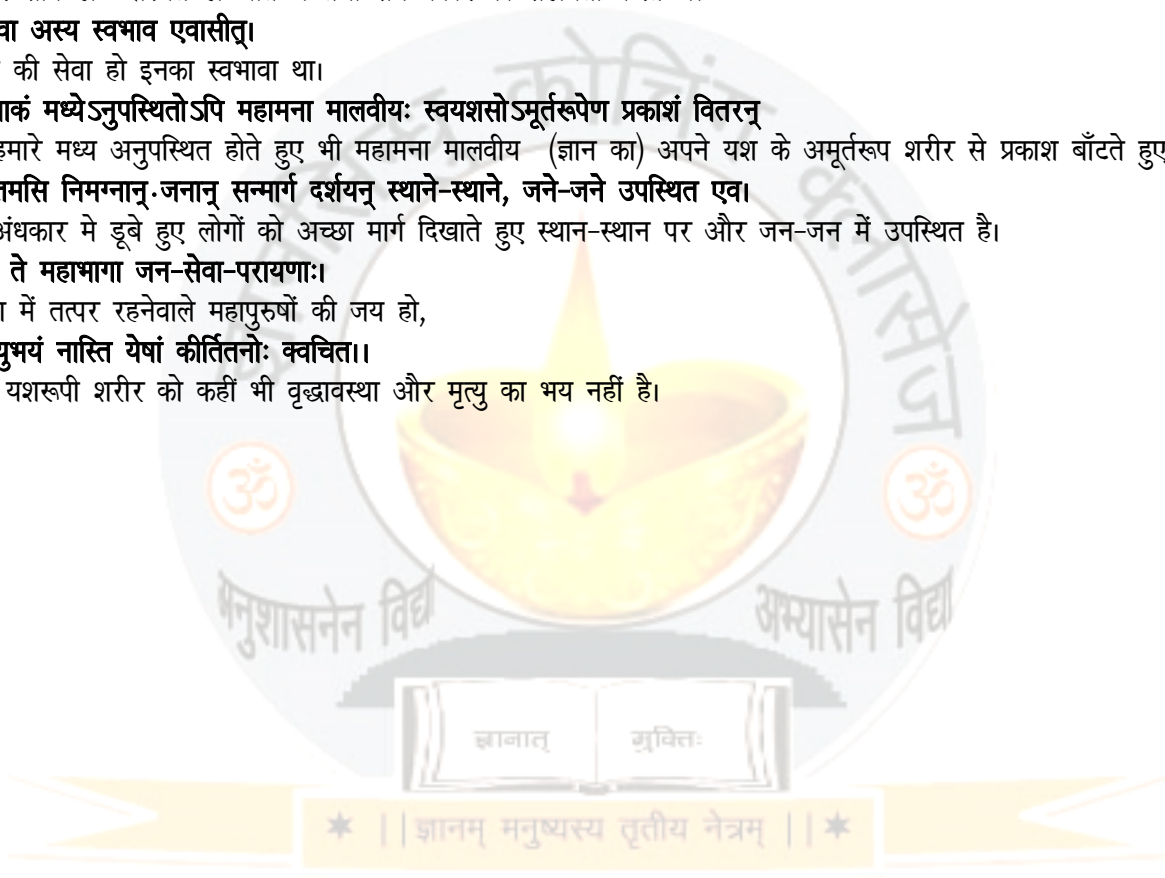 वा अस्य स्वभाव एवासीत्।
की सेवा हो इनका स्वभावा था।
कं मध्येऽनुपस्थितोऽपि महामना मालवीयः स्वयशसोऽमूर्तरूपेण प्रकाशं वितरन्
हमारे मध्य अनुपस्थित होते हुए भी महामना मालवीय (ज्ञान का) अपने यश के अमूर्तरूप शरीर से प्रकाश बाँटते हुए
तमसि निमग्नान् जनान् सन्मार्ग दर्शयन् स्थाने-स्थाने, जने-जने उपस्थित एव।
अंधकार मे डूबे हुए लोगों को अच्छा मार्ग दिखाते हुए स्थान-स्थान पर और जन-जन में उपस्थित है।
ते महाभागा जन-सेवा-परायणाः।
में तत्पर रहनेवाले महापुरुषों की जय हो,
युभयं नास्ति येषां कीर्तितनोः क्वचित।।
यशरूपी शरीर को कहीं भी वृद्धावस्था और मृत्यु का भय नहीं है।
कोचिंग क्लासेज
ॐ ॐ
अनुशासनेन विद्या अभ्यासेन विद्या
ज्ञानात् मुक्तिः
* ||ज्ञानम् मनुष्यस्य तृतीय नेत्रम् || *